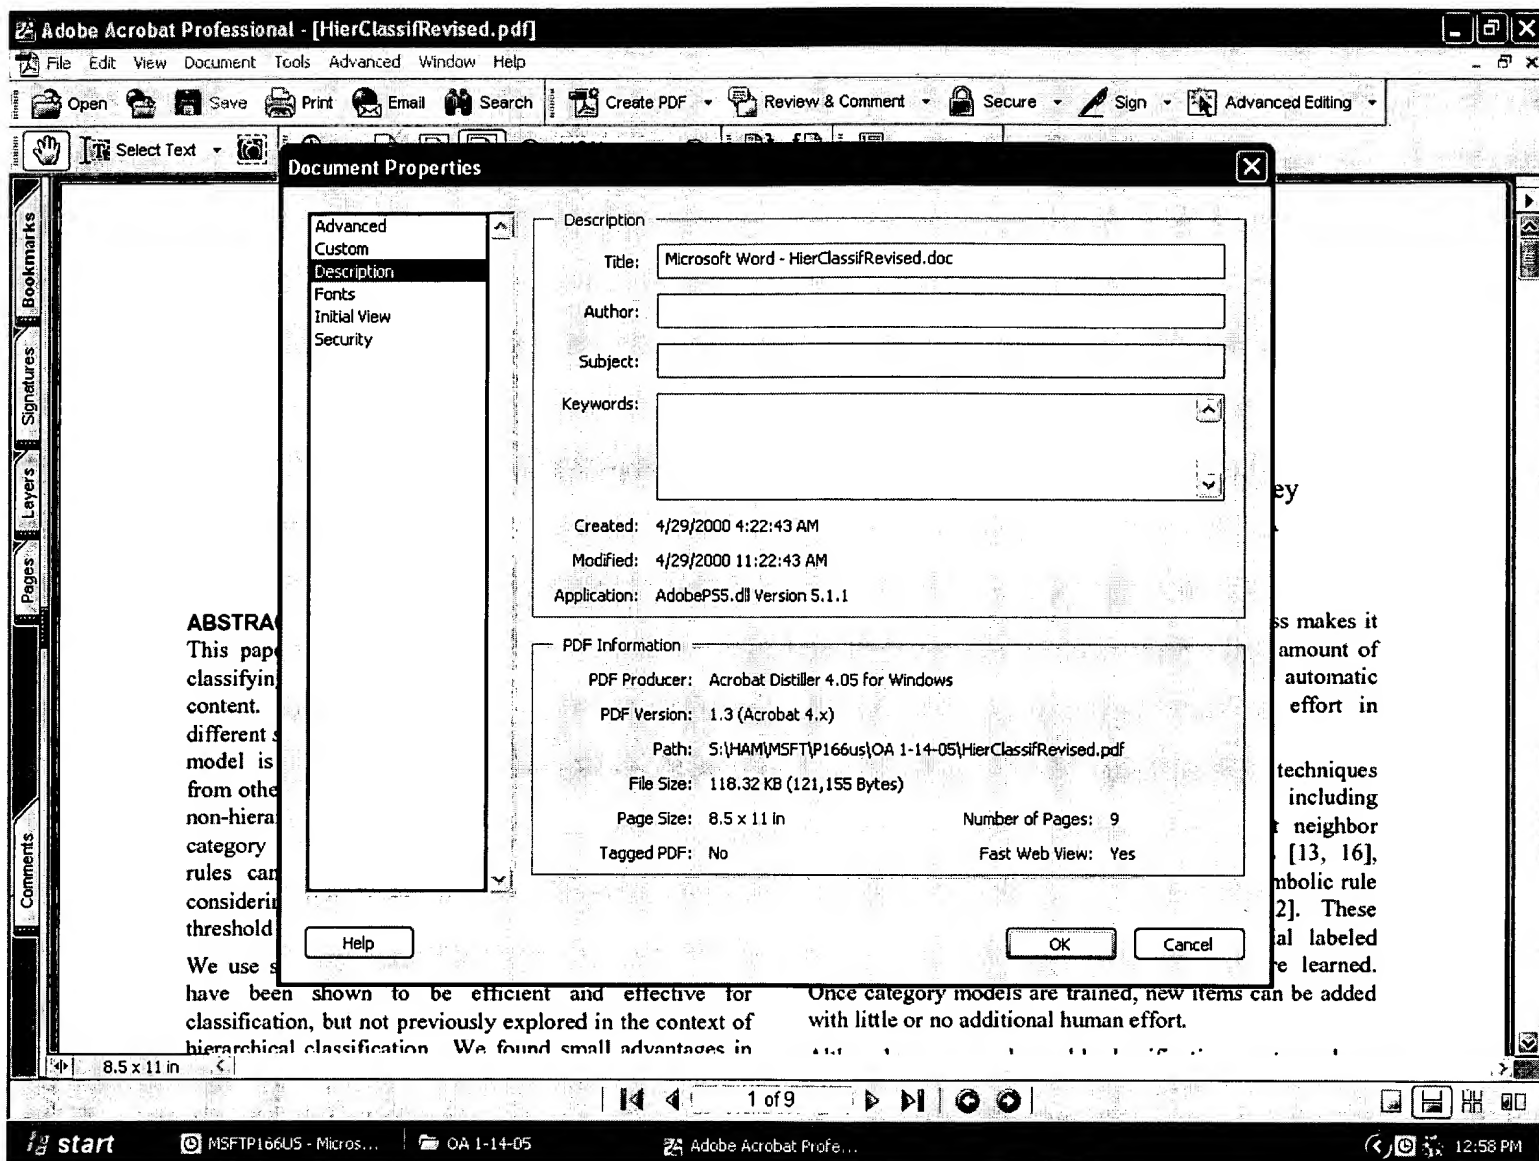 Adobe Acrobat Professional - [HierClassifRevised.pdf]
File Edit View Document Tools Advanced Window Help
Open Save Print Email Search Create PDF Review & Comment Secure Sign Advanced Editing
Select Text
Document Properties
Bookmarks
Signatures
Layers
Pages
Comments
Advanced
Custom
Description
Fonts
Initial View
Security
Description
Title: Microsoft Word - HierClassifRevised.doc
Author:
Subject:
Keywords:
Created: 4/29/2000 4:22:43 AM
Modified: 4/29/2000 11:22:43 AM
Application: AdobePS5.dll Version 5.1.1
PDF Information
PDF Producer: Acrobat Distiller 4.05 for Windows
PDF Version: 1.3 (Acrobat 4.x)
Path: S:\HAM\MSFT\P166us\OA 1-14-05\HierClassifRevised.pdf
File Size: 118.32 KB (121,155 Bytes)
Page Size: 8.5 x 11 in Number of Pages: 9
Tagged PDF: No Fast Web View: Yes
Help OK Cancel
ABSTRA
This pape
classifyin
content.
different s
model is
from othe
non-hiera
category
rules can
considerin
threshold
We use s
have been shown to be efficient and effective for
classification, but not previously explored in the context of
hierarchical classification. We found small advantages in
ey
ss makes it
amount of
automatic
effort in
techniques
including
t neighbor
[13, 16],
mbolic rule
2]. These
al labeled
re learned.
Once category models are trained, new items can be added
with little or no additional human effort.
8.5 x 11 in
1 of 9
start MSFTP166US - Micros... OA 1-14-05 Adobe Acrobat Profe... 12:58 PM